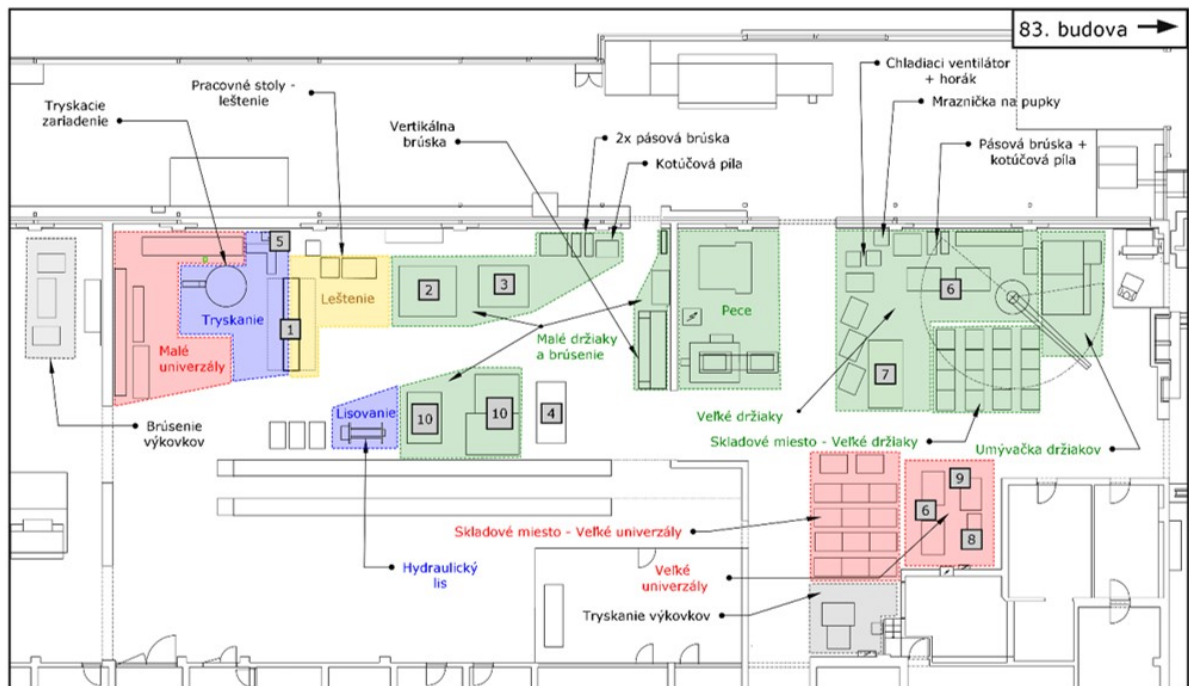 83. budova
Chladiaci ventilátor
+ horák
Pracovné stoly -
leštenie
Tryskacie
zariadenie
Mraznička na pupky
Vertikálna
brúska
2x pásová brúska
Pásová brúska +
kotúčová píla
Kotúčová píla
5
6
2
3
Leštenie
Pece
Tryskanie
1
Malé držiaky
a brúsenie
Malé
univerzály
7
Veľké držiaky
Lisovanie
10
10
4
Brúsenie
výkovkov
Skladové miesto - Veľké držiaky
Umývačka držiakov
9
6
8
Skladové miesto - Veľké univerzály
Hydraulický
lis
Veľké
univerzály
Tryskanie výkovkov